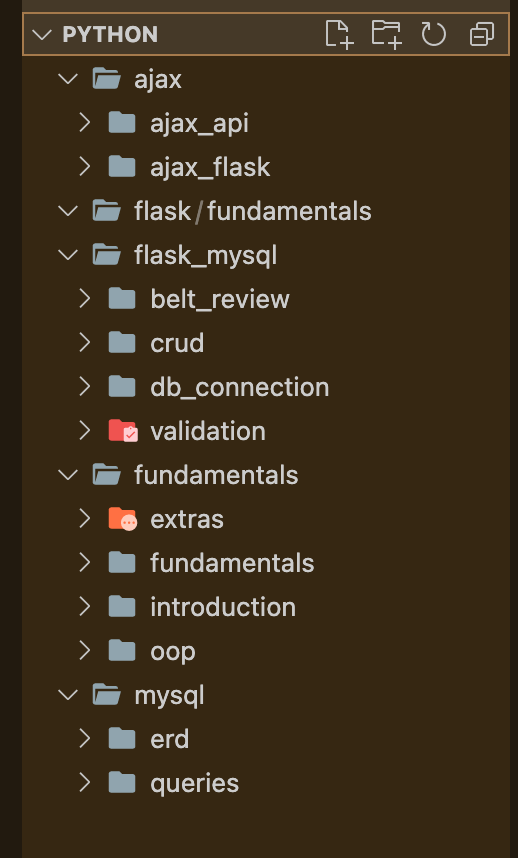 PYTHON
ajax
ajax_api
ajax_flask
flask/fundamentals
flask_mysql
belt_review
crud
db_connection
validation
fundamentals
extras
fundamentals
introduction
oop
mysql
erd
queries